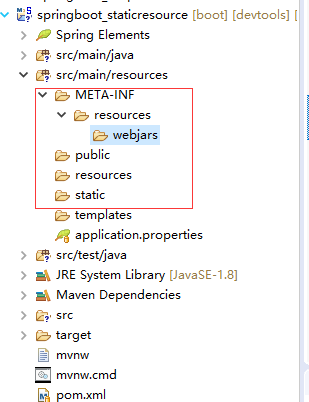 springboot_staticresource [boot] [devtools]
Spring Elements
src/main/java
src/main/resources
META-INF
resources
webjars
public
resources
static
templates
application.properties
src/test/java
JRE System Library [JavaSE-1.8]
Maven Dependencies
src
target
mvnw
mvnw.cmd
pom.xml